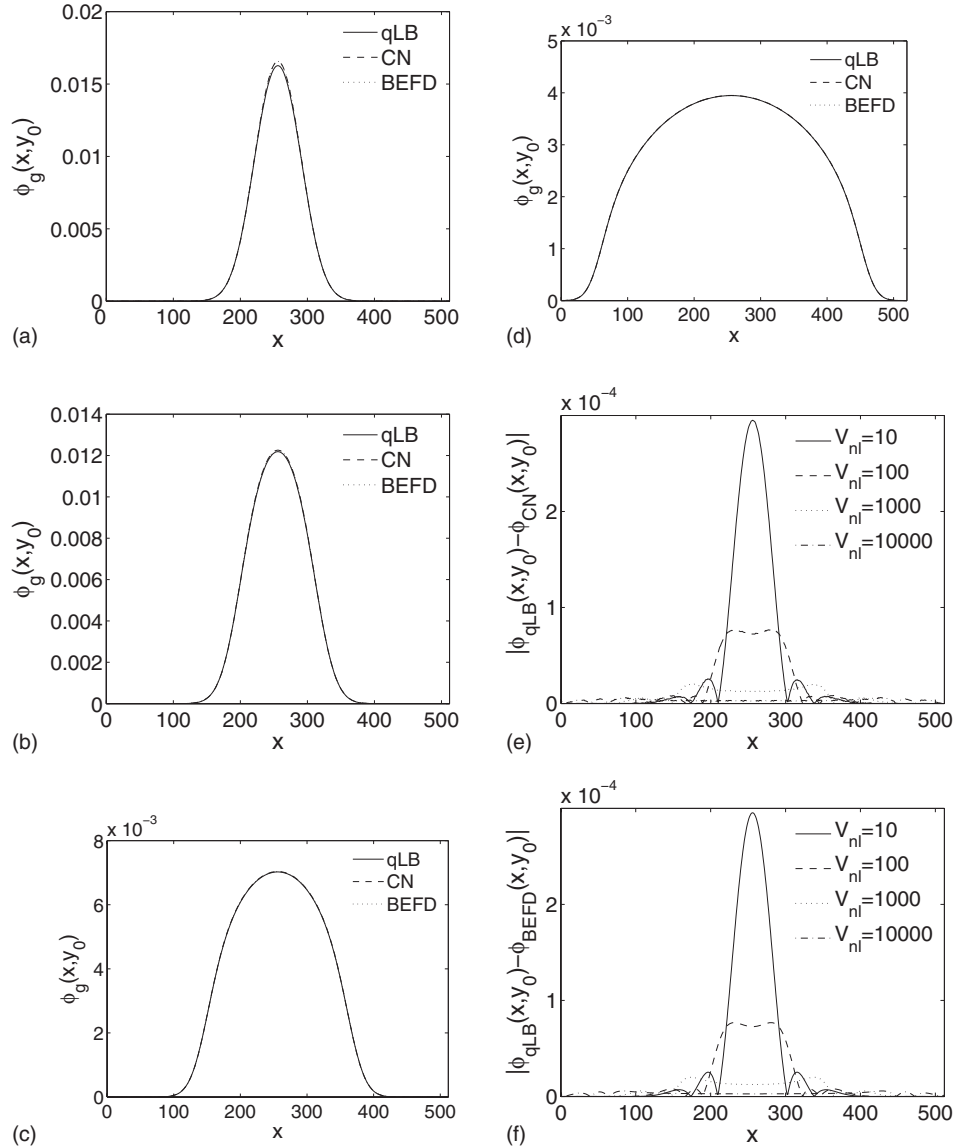 0.02
0.015
0.01
0.005
0
ϕg(x,y0)
qLB
CN
BEFD
0 100 200 300 400 500
x
(a)
x 10-3
5
4
3
2
1
0
ϕg(x,y0)
qLB
CN
BEFD
0 100 200 300 400 500
x
(d)
0.014
0.012
0.01
0.008
0.006
0.004
0.002
0
ϕg(x,y0)
qLB
CN
BEFD
0 100 200 300 400 500
x
(b)
x 10-4
2
1
0
|ϕqLB(x,y0)-ϕCN(x,y0)|
Vnl=10
Vnl=100
Vnl=1000
Vnl=10000
0 100 200 300 400 500
x
(e)
x 10-3
8
6
4
2
0
ϕg(x,y0)
qLB
CN
BEFD
0 100 200 300 400 500
x
(c)
x 10-4
2
1
0
|ϕqLB(x,y0)-ϕBEFD(x,y0)|
Vnl=10
Vnl=100
Vnl=1000
Vnl=10000
0 100 200 300 400 500
x
(f)